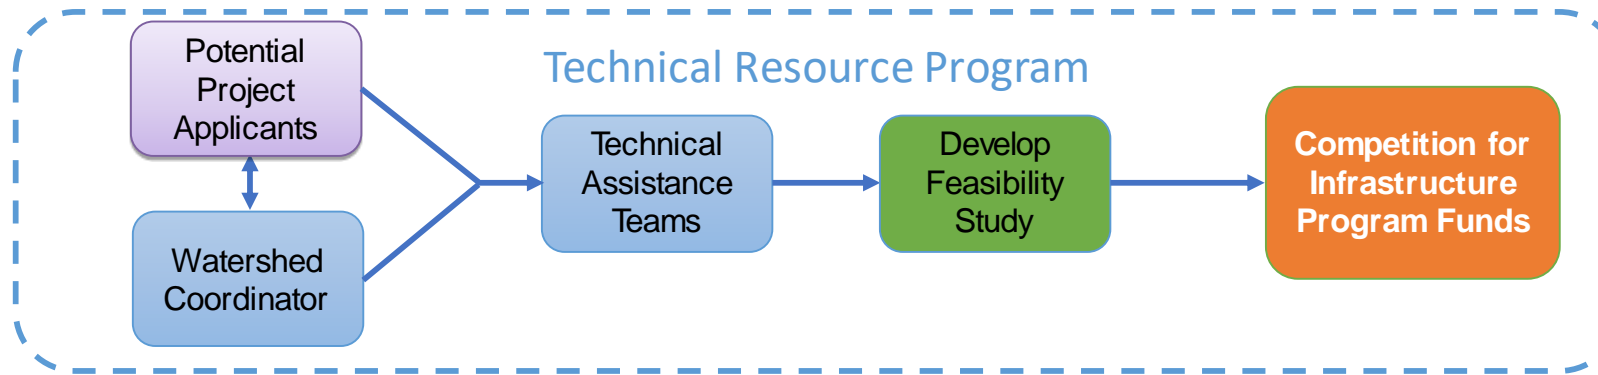 Technical Resource Program
Potential
Project
Applicants
Watershed
Coordinator
Technical
Assistance
Teams
Develop
Feasibility
Study
Competition for
Infrastructure
Program Funds